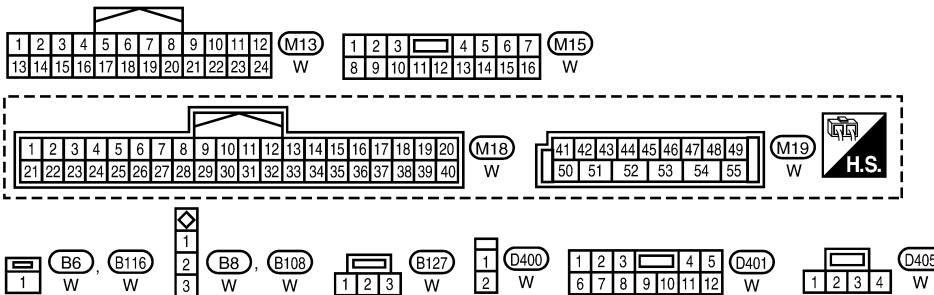 1 2 3 4 5 6 7 8 9 10 11 12 M13
13 14 15 16 17 18 19 20 21 22 23 24 W
1 2 3 4 5 6 7 M15
8 9 10 11 12 13 14 15 16 W
1 2 3 4 5 6 7 8 9 10 11 12 13 14 15 16 17 18 19 20 M18
21 22 23 24 25 26 27 28 29 30 31 32 33 34 35 36 37 38 39 40 W
41 42 43 44 45 46 47 48 49 M19
50 51 52 53 54 55 W
H.S.
1 B6 , B116
W W
1
2
3
B8 , B108
W W
B127
1 2 3 W
1
2
D400
W
1 2 3 4 5 D401
6 7 8 9 10 11 12 W
D405
1 2 3 4 W